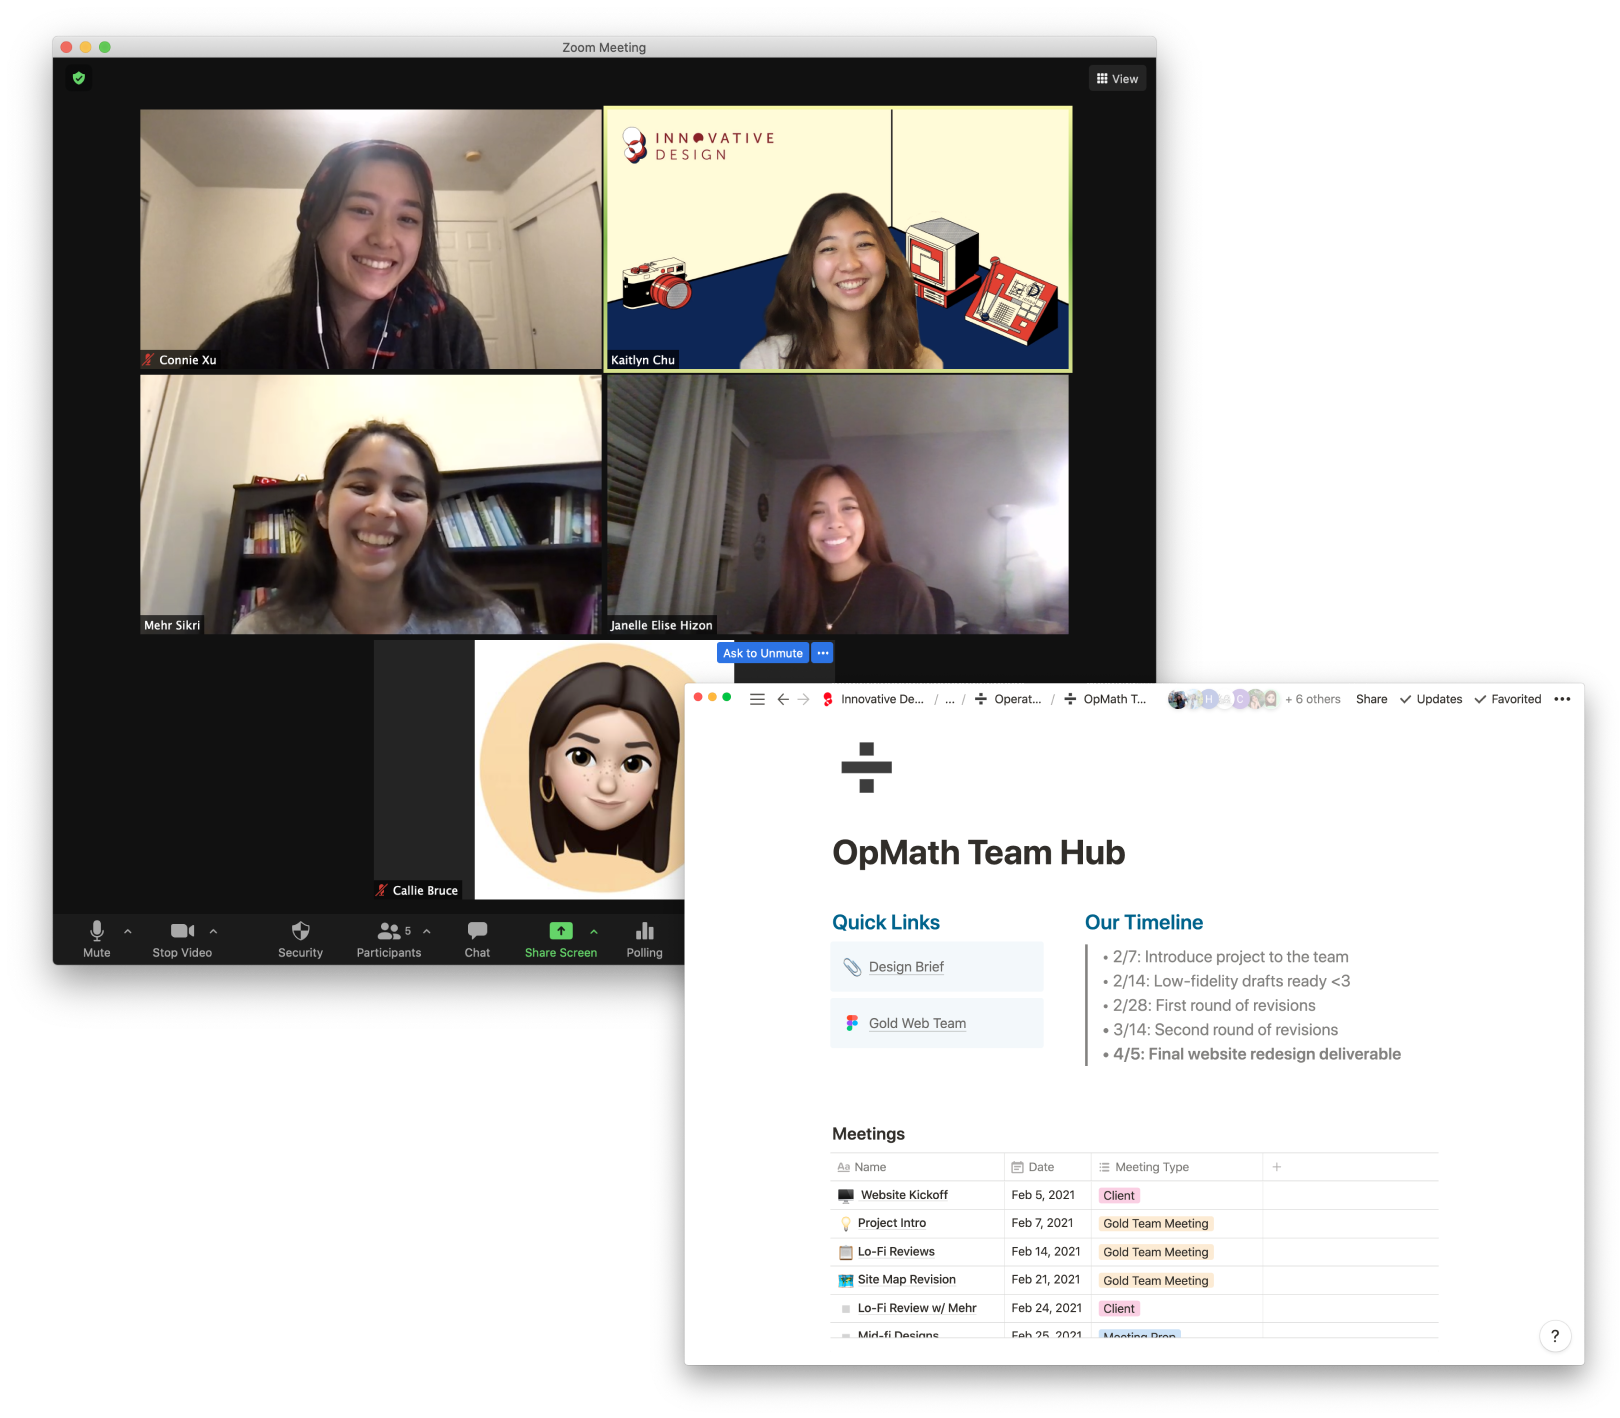 Zoom Meeting
View
INNOVATIVE
DESIGN
Connie Xu
Kaitlyn Chu
Mehr Sikri
Janelle Elise Hizon
Ask to Unmute
Callie Bruce
Mute
Stop Video
Security
Participants
5
Chat
Share Screen
Polling
Innovative De... / ... / Operat... / OpMath T...
H
C
+ 6 others
Share
Updates
Favorited
OpMath Team Hub
Quick Links
Design Brief
Gold Web Team
Our Timeline
• 2/7: Introduce project to the team
• 2/14: Low-fidelity drafts ready <3
• 2/28: First round of revisions
• 3/14: Second round of revisions
• 4/5: Final website redesign deliverable
Meetings
Aa Name Date Meeting Type +
Website Kickoff Feb 5, 2021 Client
Project Intro Feb 7, 2021 Gold Team Meeting
Lo-Fi Reviews Feb 14, 2021 Gold Team Meeting
Site Map Revision Feb 21, 2021 Gold Team Meeting
Lo-Fi Review w/ Mehr Feb 24, 2021 Client
Mid-fi Designs Feb 25, 2021 Meeting Prep
?